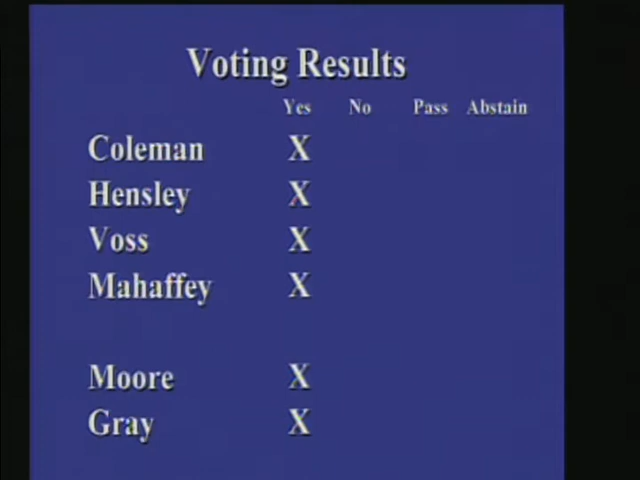 Voting Results
Yes No Pass Abstain
Coleman X
Hensley X
Voss X
Mahaffey X
Moore X
Gray X